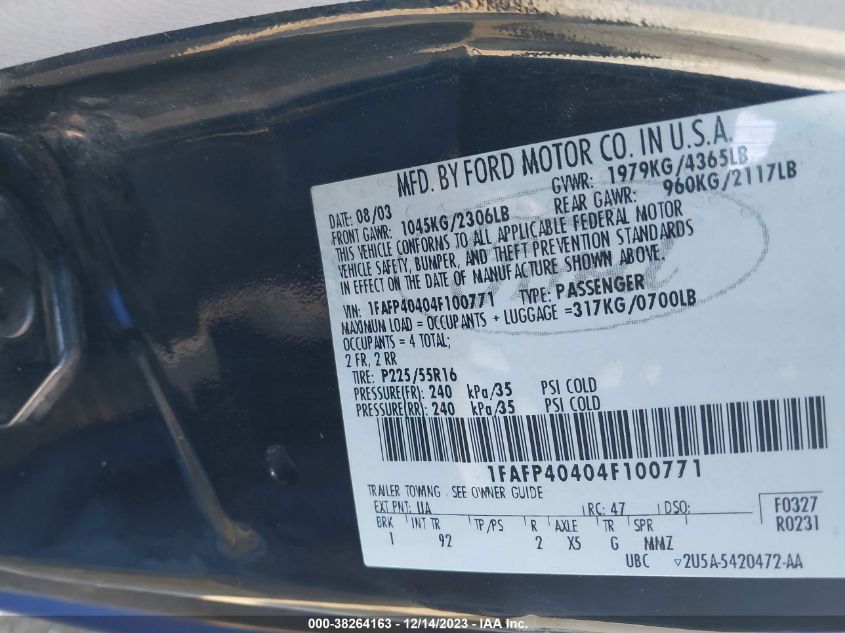 MFD. BY FORD MOTOR CO. IN U.S.A.
DATE: 08/03 GVWR: 1979KG/4365LB
FRONT GAWR: 1045KG/2306LB REAR GAWR: 960KG/2117LB
THIS VEHICLE CONFORMS TO ALL APPLICABLE FEDERAL MOTOR
VEHICLE SAFETY, BUMPER, AND THEFT PREVENTION STANDARDS
IN EFFECT ON THE DATE OF MANUFACTURE SHOWN ABOVE.
VIN: 1FAFP40404F100771 TYPE: PASSENGER
MAXIMUM LOAD = OCCUPANTS + LUGGAGE =317KG/0700LB
OCCUPANTS = 4 TOTAL;
2 FR, 2 RR
TIRE: P225/55R16
PRESSURE(FR): 240 kPa/35 PSI COLD
PRESSURE(RR): 240 kPa/35 PSI COLD
1FAFP40404F100771
TRAILER TOWING - SEE OWNER GUIDE
EXT PNT: UA RC: 47 DSO: F0327
BRK INT TR TP/PS R AXLE TR SPR R0231
1 92 2 X5 G MMZ
UBC ▽2U5A-5420472-AA
000-38264163 - 12/14/2023 - IAA Inc.